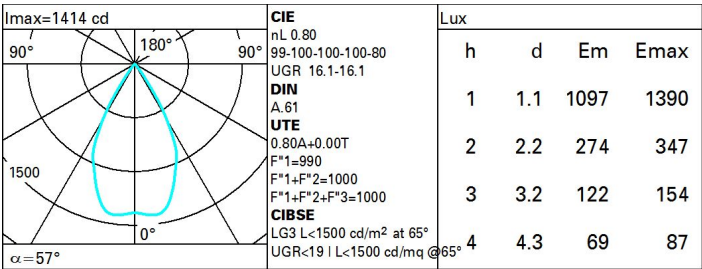 Imax=1414 cd
90°
180°
90°
1500
0°
α=57°
CIE
nL 0.80
99-100-100-100-80
UGR 16.1-16.1
DIN
A.61
UTE
0.80A+0.00T
F"1=990
F"1+F"2=1000
F"1+F"2+F"3=1000
CIBSE
LG3 L<1500 cd/m² at 65°
UGR<19 | L<1500 cd/mq @65°
Lux
h d Em Emax
1 1.1 1097 1390
2 2.2 274 347
3 3.2 122 154
4 4.3 69 87